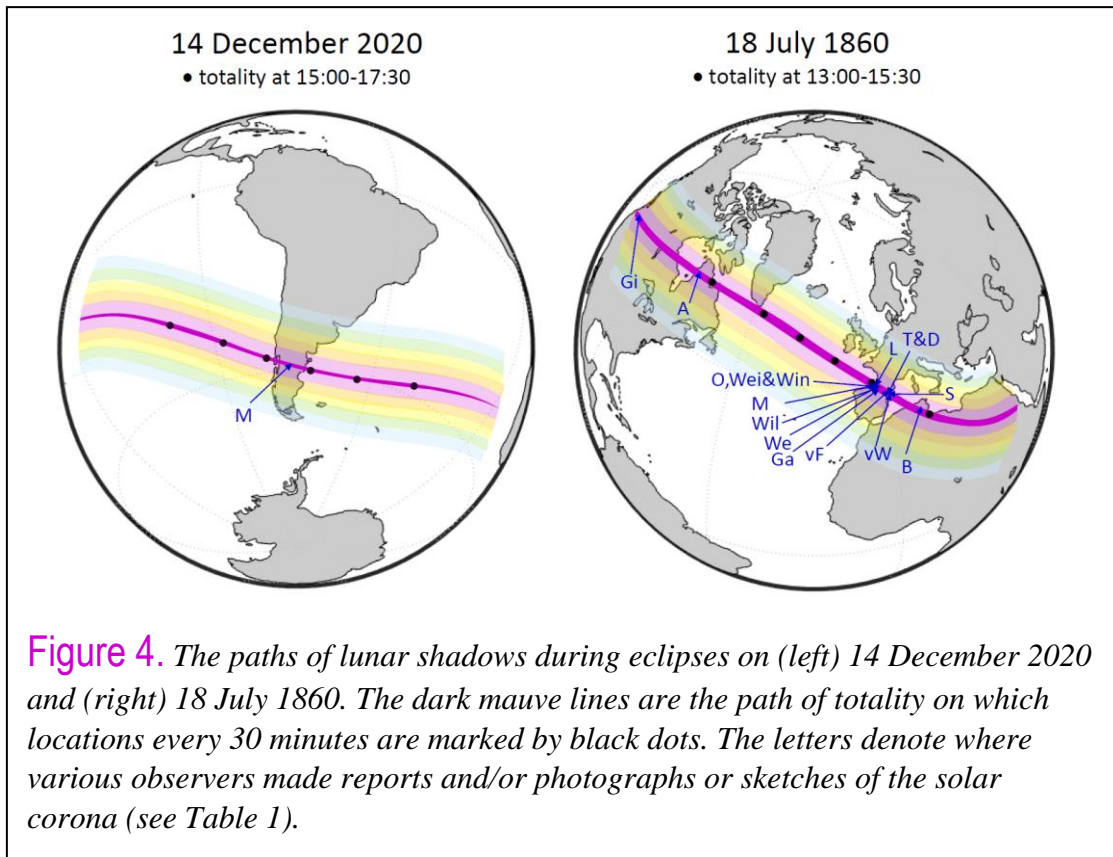 14 December 2020
• totality at 15:00-17:30
M
18 July 1860
• totality at 13:00-15:30
Gi
A
T&D
L
O,Wei&Win
S
M
Wil
We
Ga
vF
vW
B
Figure 4. The paths of lunar shadows during eclipses on (left) 14 December 2020
and (right) 18 July 1860. The dark mauve lines are the path of totality on which
locations every 30 minutes are marked by black dots. The letters denote where
various observers made reports and/or photographs or sketches of the solar
corona (see Table 1).